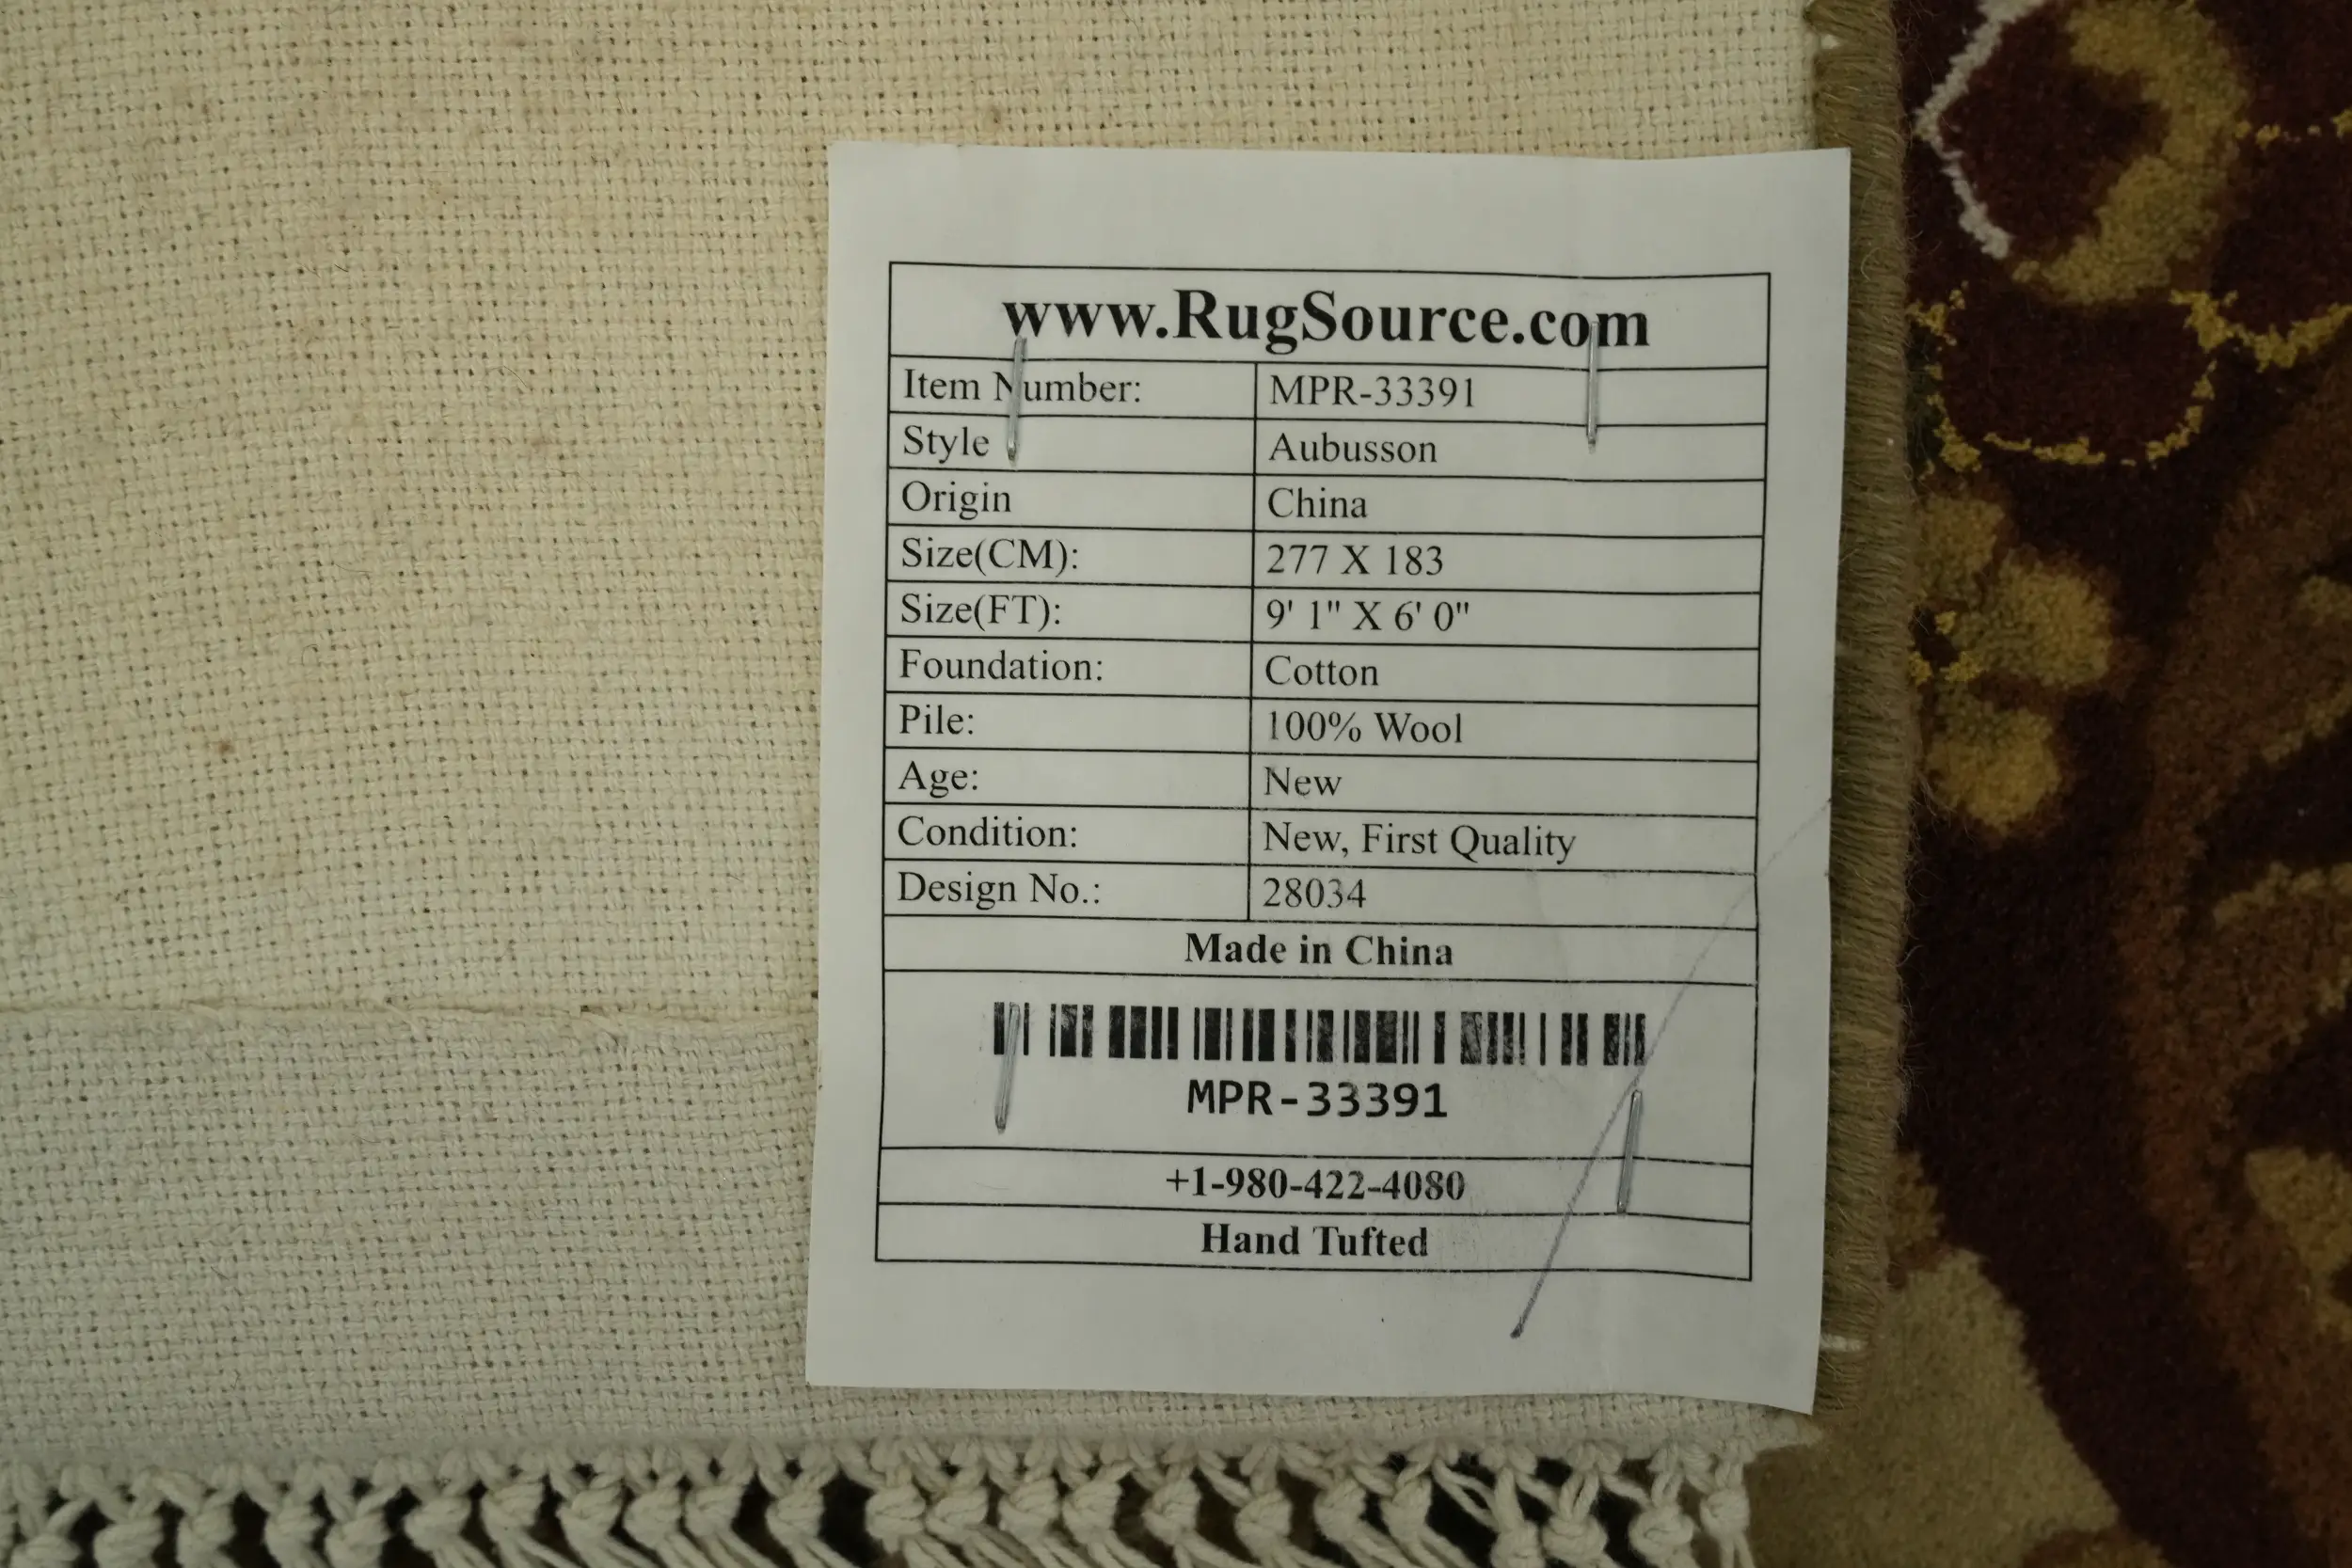 www.RugSource.com
Item Number: MPR-33391
Style Aubusson
Origin China
Size(CM): 277 X 183
Size(FT): 9' 1" X 6' 0"
Foundation: Cotton
Pile: 100% Wool
Age: New
Condition: New, First Quality
Design No.: 28034
Made in China
MPR-33391
+1-980-422-4080
Hand Tufted